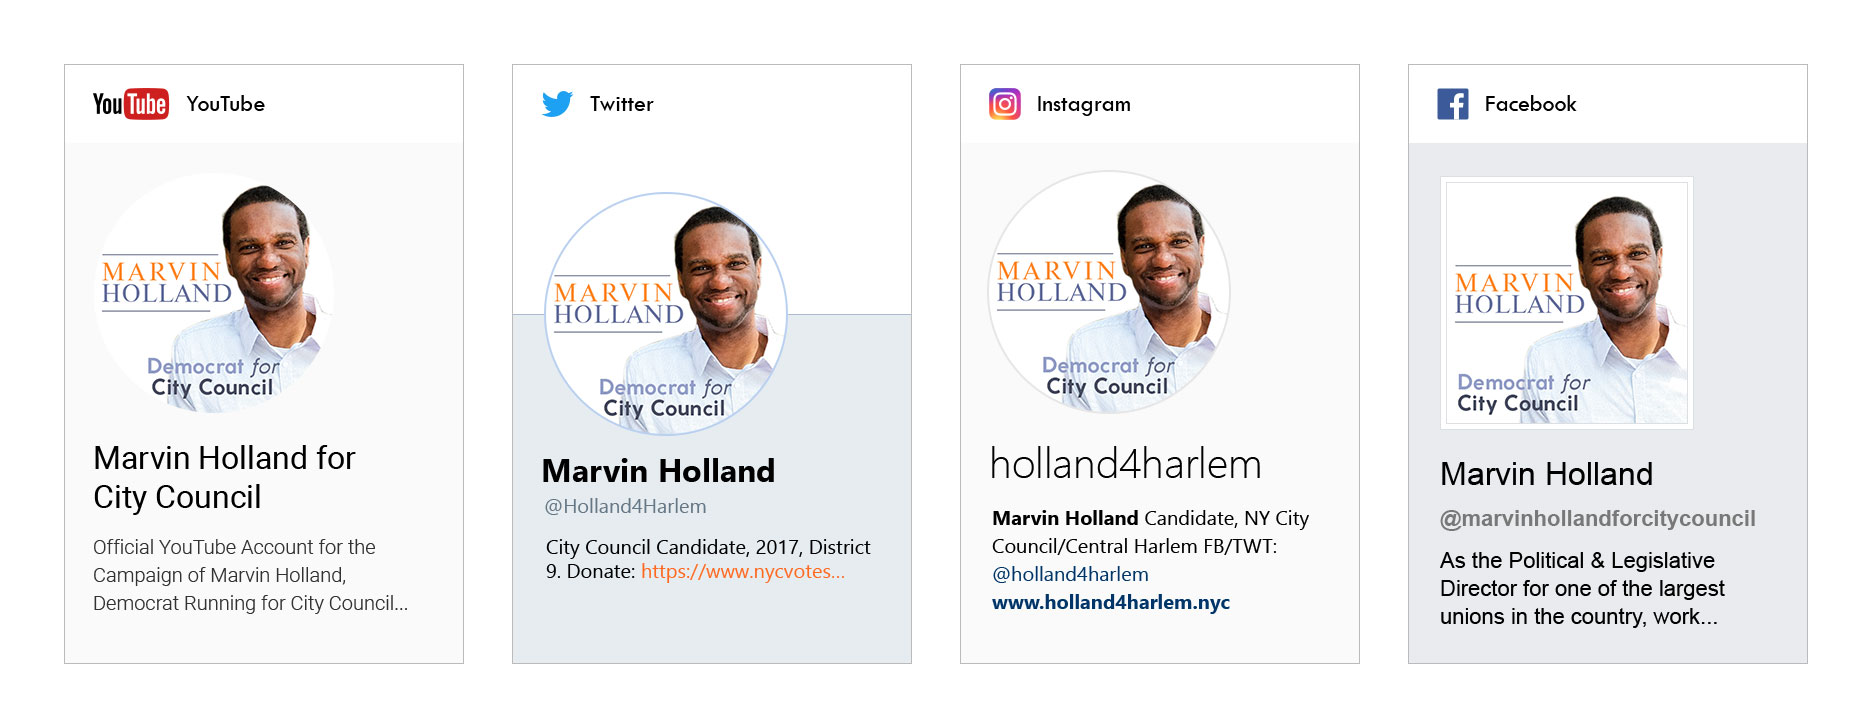 YouTube YouTube
MARVIN
HOLLAND
Democrat for
City Council
Marvin Holland for
City Council
Official YouTube Account for the
Campaign of Marvin Holland,
Democrat Running for City Council...
Twitter
MARVIN
HOLLAND
Democrat for
City Council
Marvin Holland
@Holland4Harlem
City Council Candidate, 2017, District
9. Donate: https://www.nycvotes...
Instagram
MARVIN
HOLLAND
Democrat for
City Council
holland4harlem
Marvin Holland Candidate, NY City
Council/Central Harlem FB/TWT:
@holland4harlem
www.holland4harlem.nyc
Facebook
MARVIN
HOLLAND
Democrat for
City Council
Marvin Holland
@marvinhollandforcitycouncil
As the Political & Legislative
Director for one of the largest
unions in the country, work...